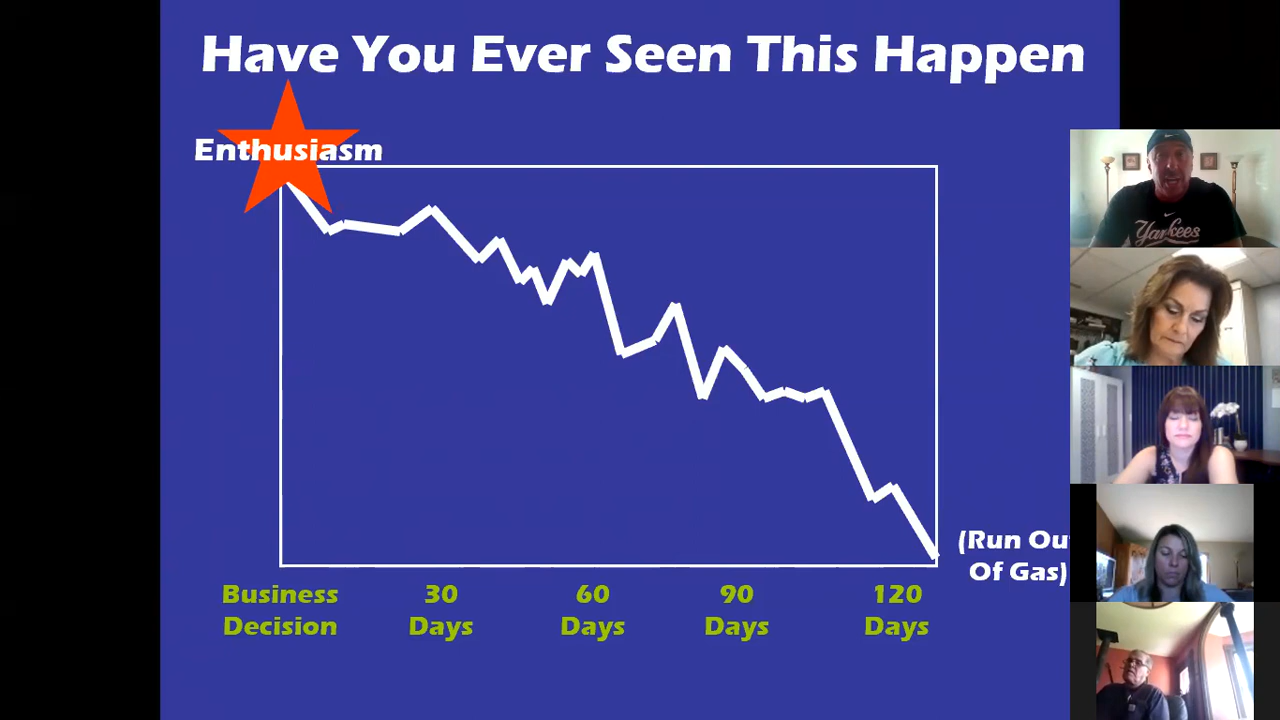 Have You Ever Seen This Happen
Enthusiasm
Yankees
(Run Ou
Of Gas)
Business
Decision
30
Days
60
Days
90
Days
120
Days